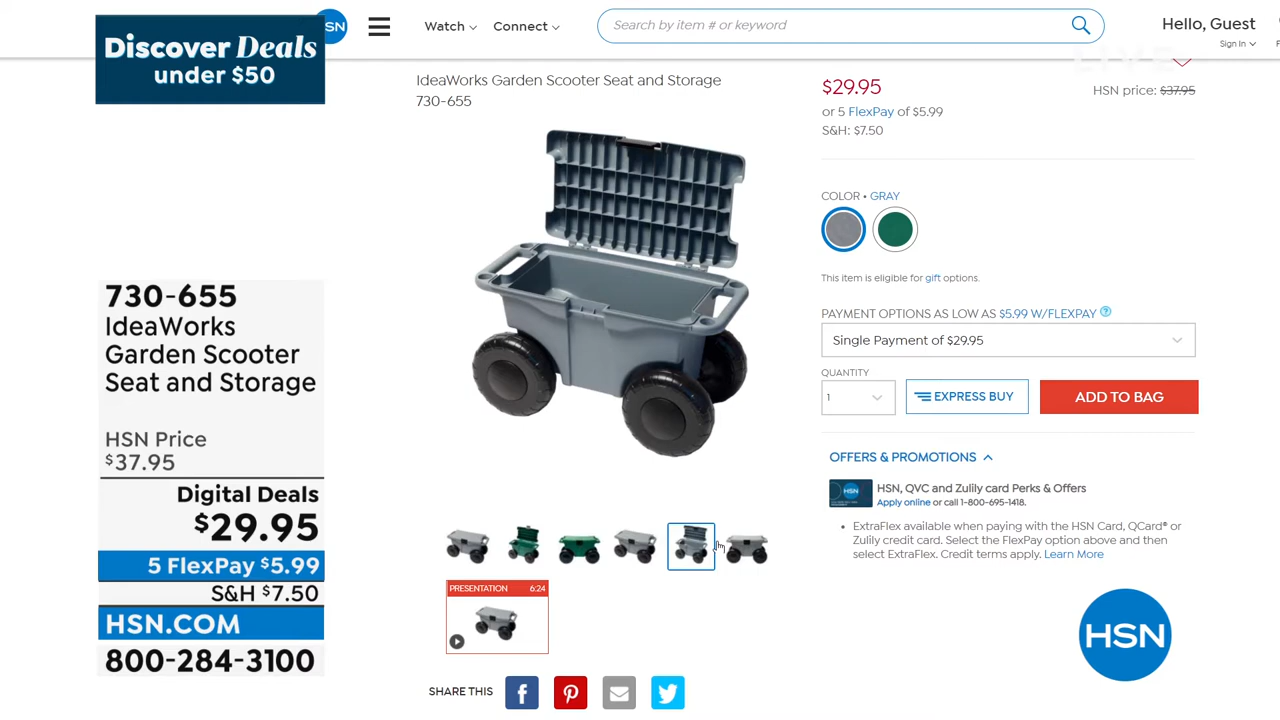 Discover Deals
under $50
HSN
Watch
Connect
Search by item # or keyword
Hello, Guest
Sign In
LIVE
IdeaWorks Garden Scooter Seat and Storage
730-655
$29.95
HSN price: $37.95
or 5 FlexPay of $5.99
S&H: $7.50
COLOR • GRAY
This item is eligible for gift options.
PAYMENT OPTIONS AS LOW AS $5.99 W/FLEXPAY ?
Single Payment of $29.95
QUANTITY
1
EXPRESS BUY
ADD TO BAG
OFFERS & PROMOTIONS
HSN
HSN, QVC and Zulily card Perks & Offers
Apply online or call 1-800-695-1418.
• ExtraFlex available when paying with the HSN Card, QCard® or
Zulily credit card. Select the FlexPay option above and then
select ExtraFlex. Credit terms apply. Learn More
730-655
IdeaWorks
Garden Scooter
Seat and Storage
HSN Price
$37.95
Digital Deals
$29.95
5 FlexPay $5.99
S&H $7.50
HSN.COM
800-284-3100
PRESENTATION 6:24
SHARE THIS
HSN